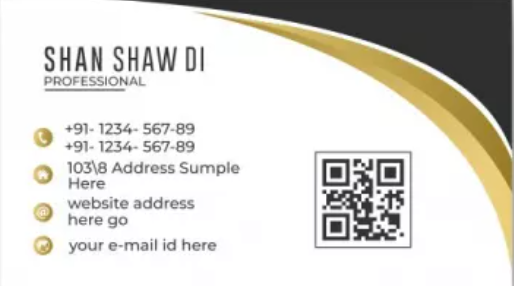 SHAN SHAW DI
PROFESSIONAL
+91- 1234- 567-89
+91- 1234- 567-89
103\8 Address Sumple
Here
website address
here go
your e-mail id here